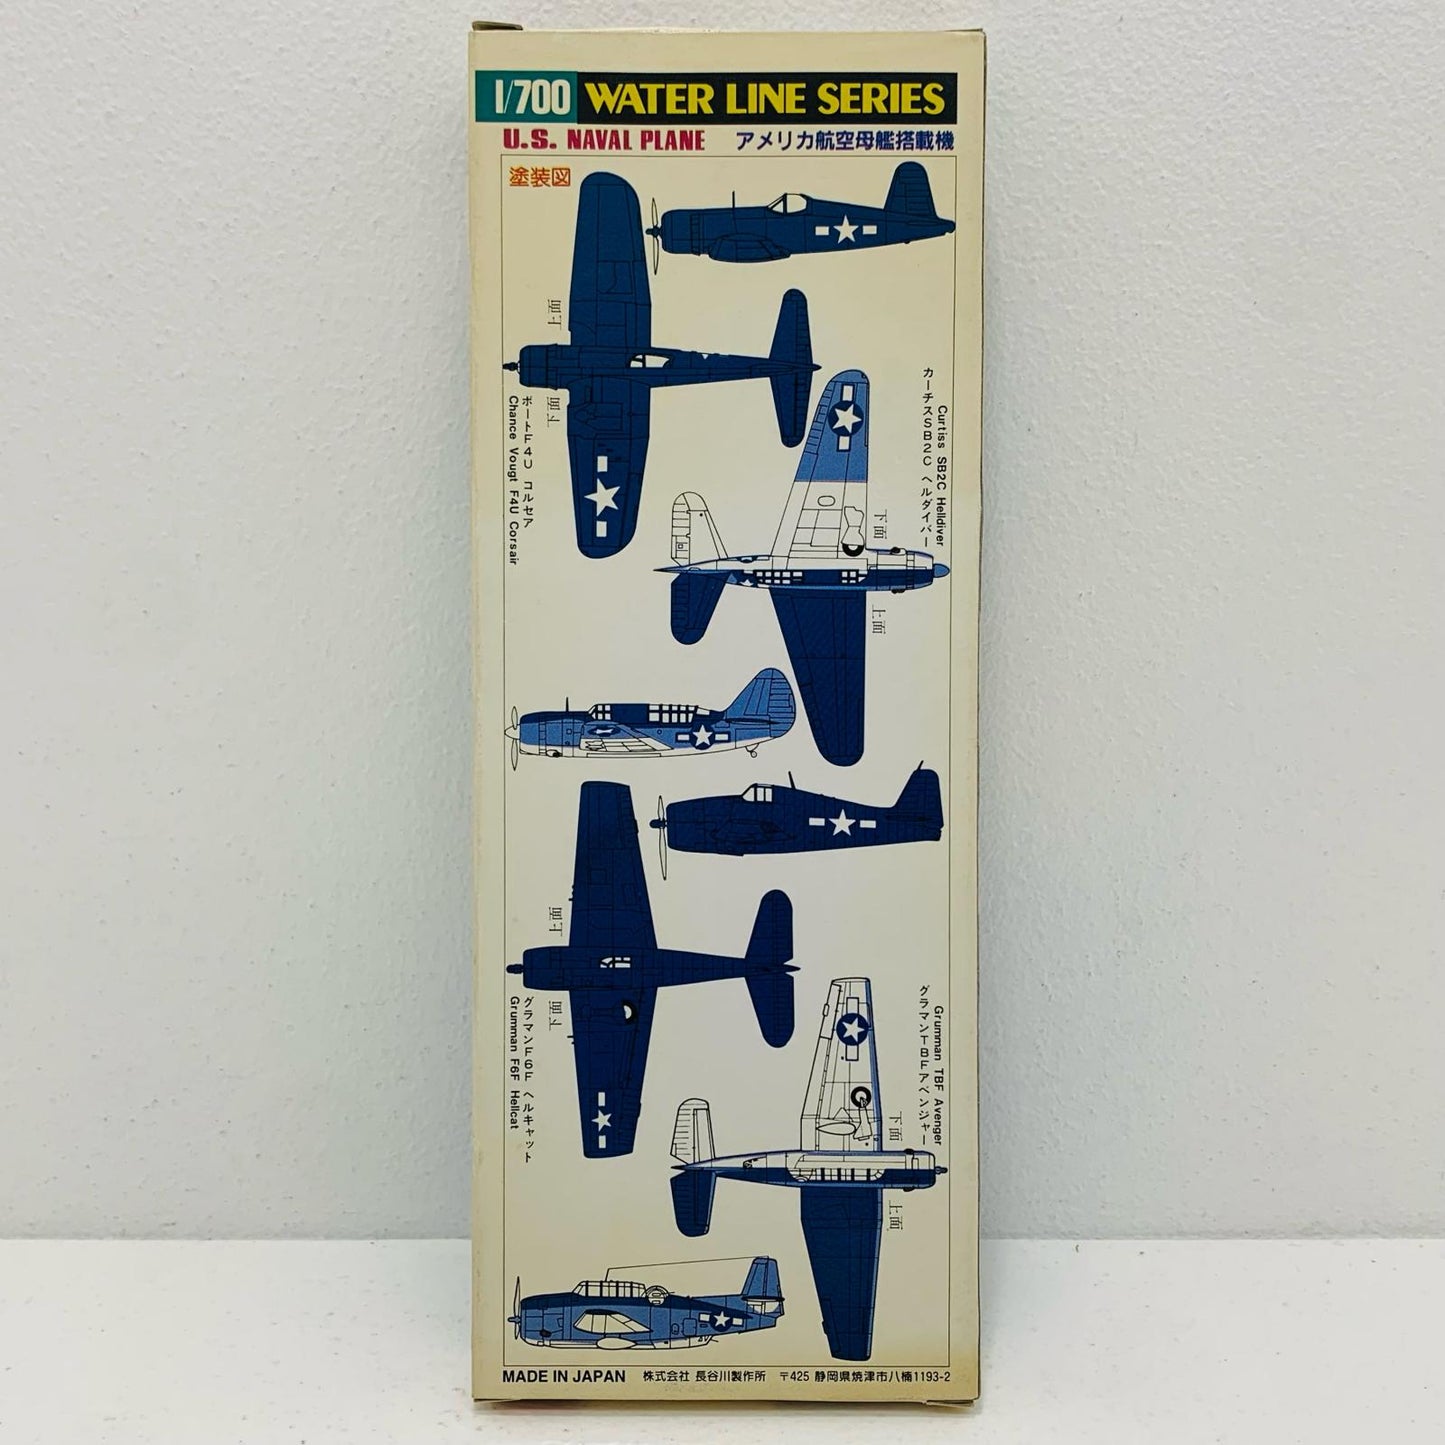 1/700 WATER LINE SERIES
U.S. NAVAL PLANE アメリカ航空母艦搭載機
塗装図
上面
下面
ボートF4U コルセア
Chance Vougt F4U Corsair
Curtiss SB2C Helldiver
カーチスSB2C ヘルダイバー
下面
上面
上面
下面
グラマンF6F ヘルキャット
Grumman F6F Hellcat
Grumman TBF Avenger
グラマンTBFアベンジャー
下面
上面
MADE IN JAPAN 株式会社 長谷川製作所 〒425 静岡県焼津市八楠1193-2